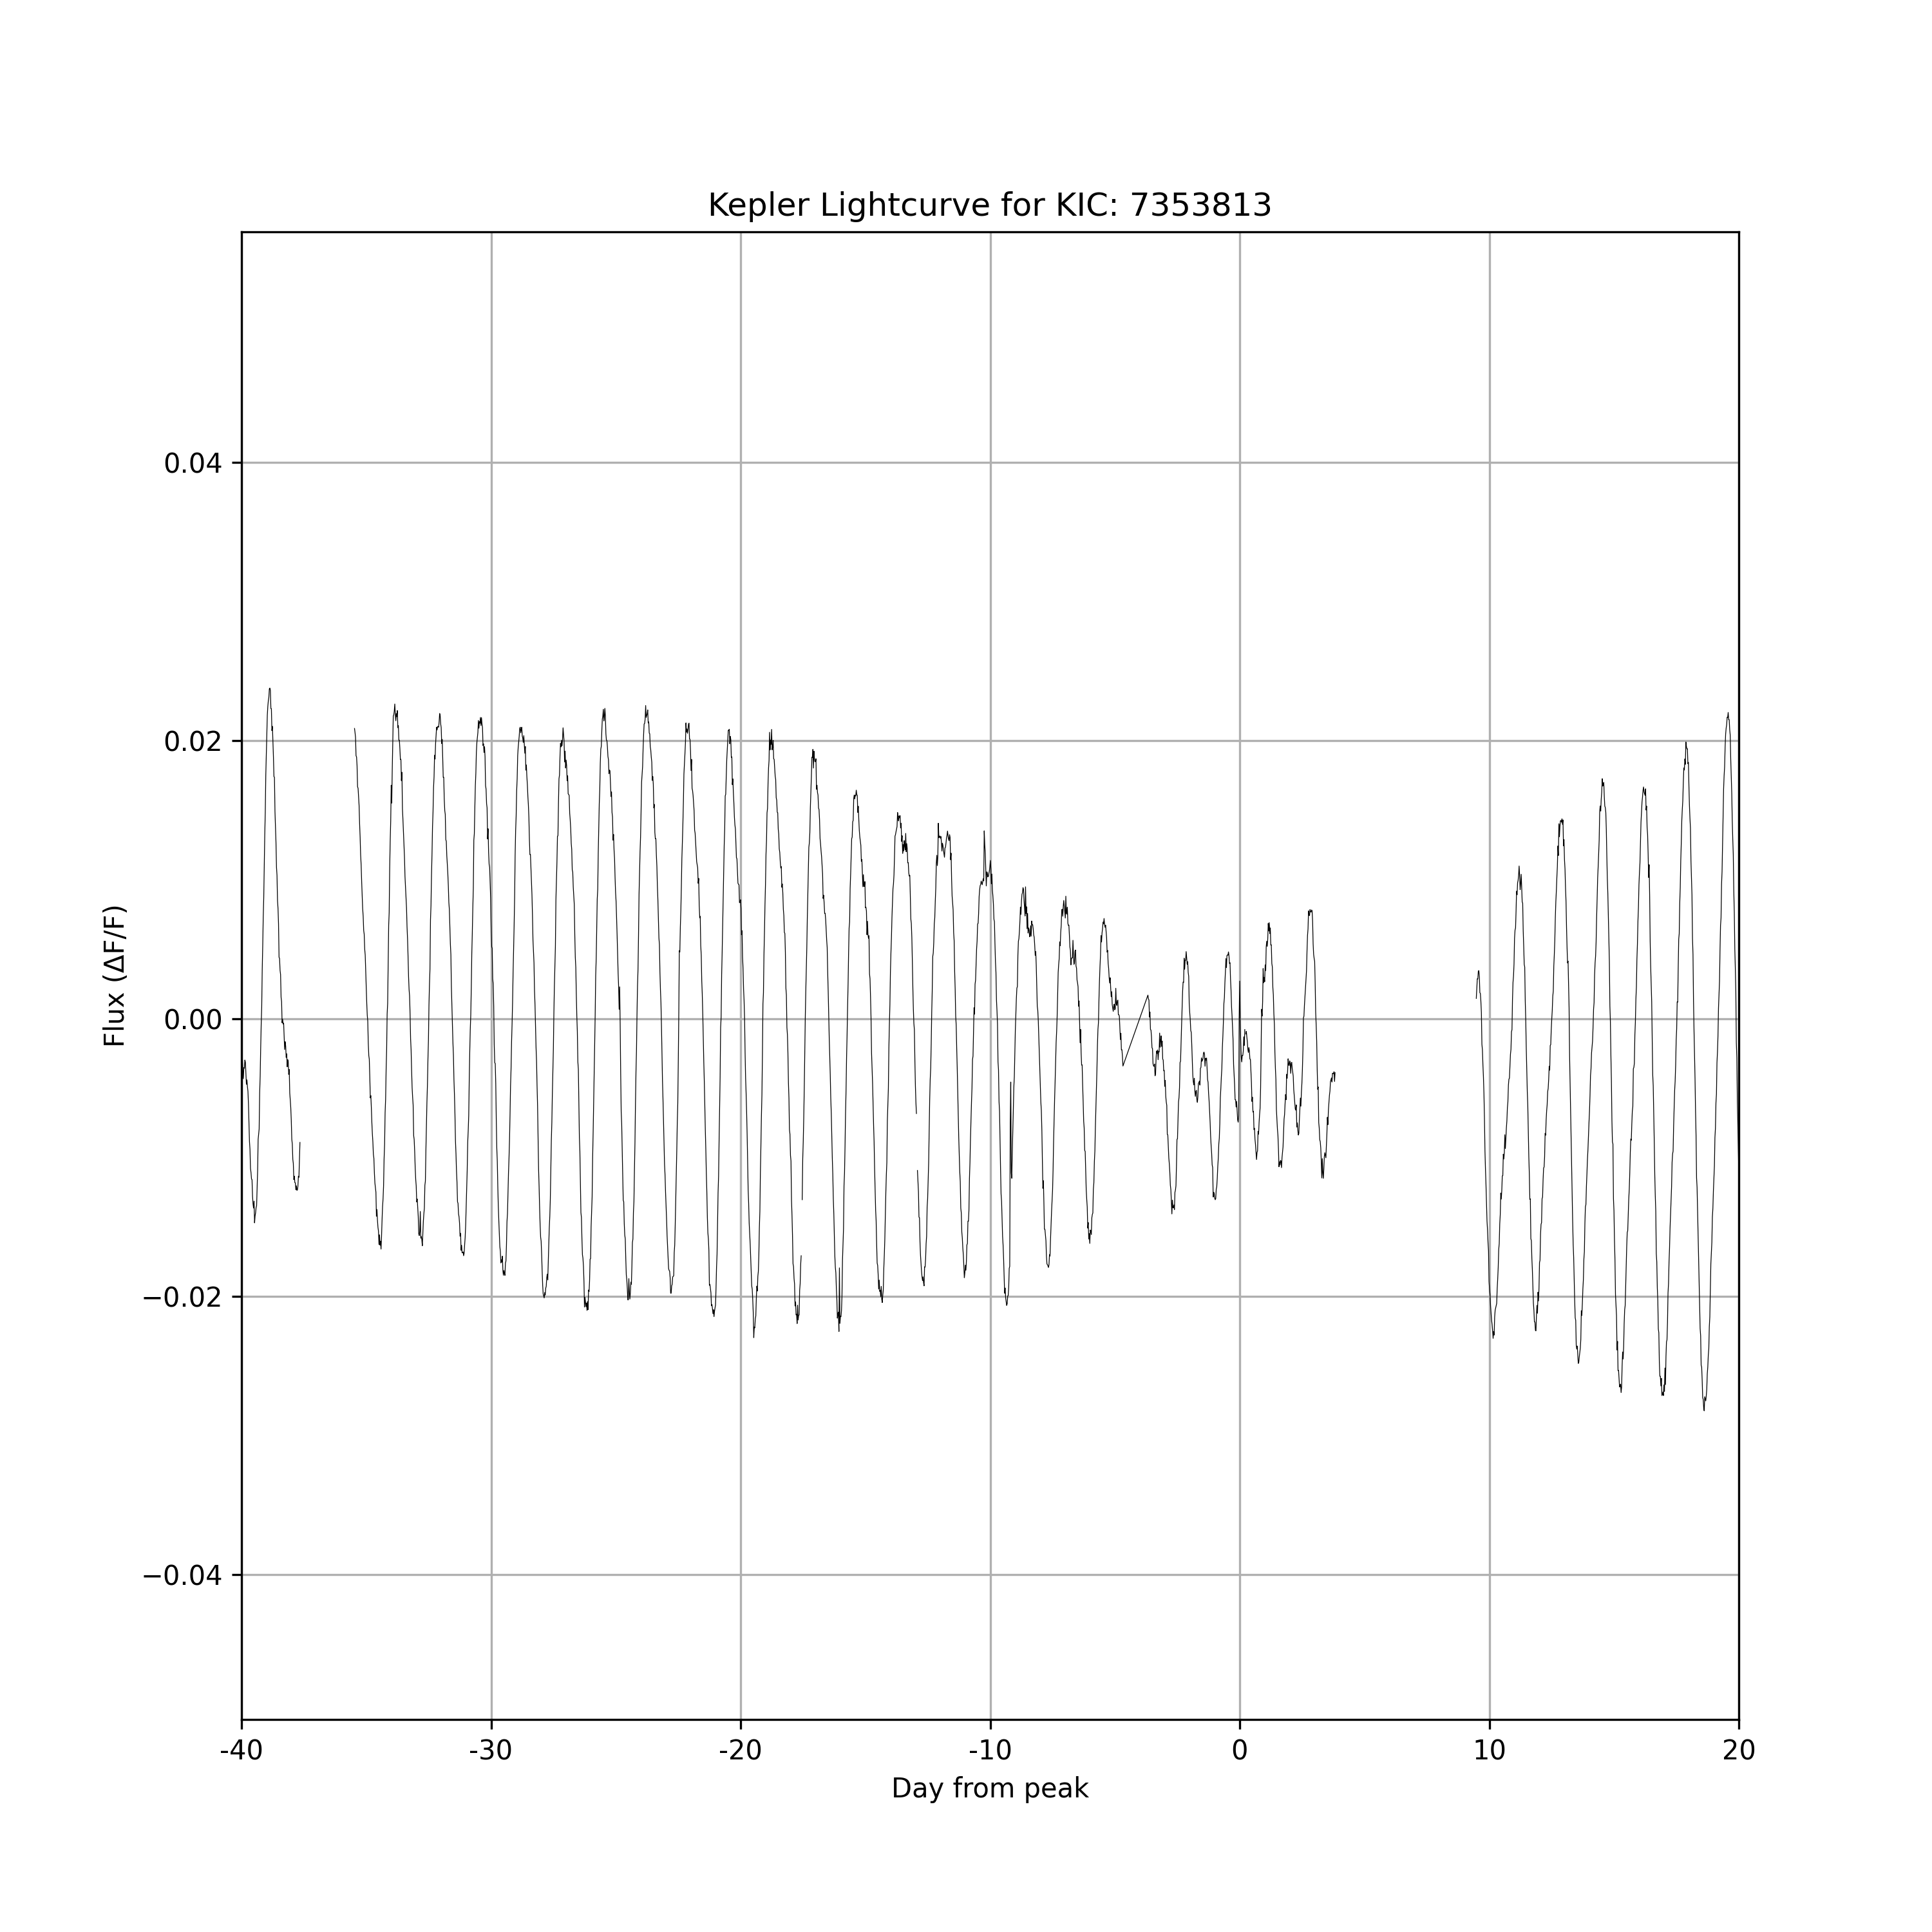 Kepler Lightcurve for KIC: 7353813
0.04
0.02
0.00
−0.02
−0.04
Flux (ΔF/F)
-40 -30 -20 -10 0 10 20
Day from peak